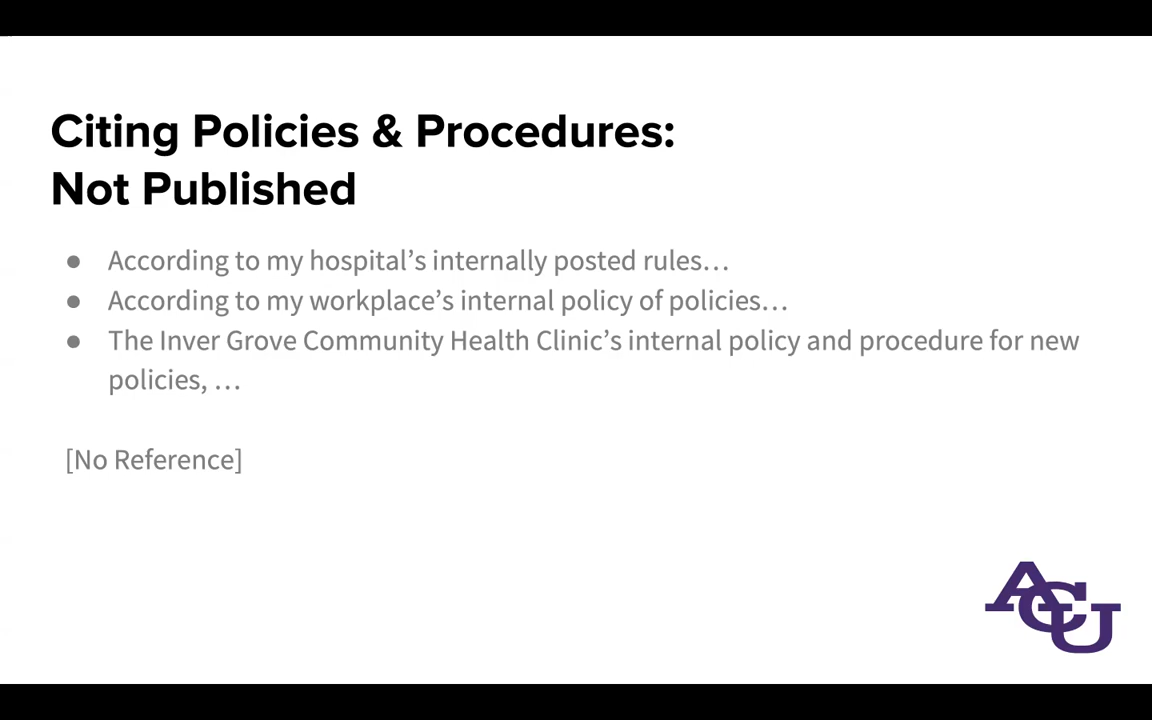 Citing Policies & Procedures:
Not Published
● According to my hospital’s internally posted rules…
● According to my workplace’s internal policy of policies…
● The Inver Grove Community Health Clinic’s internal policy and procedure for new
policies, …
[No Reference]
ACU